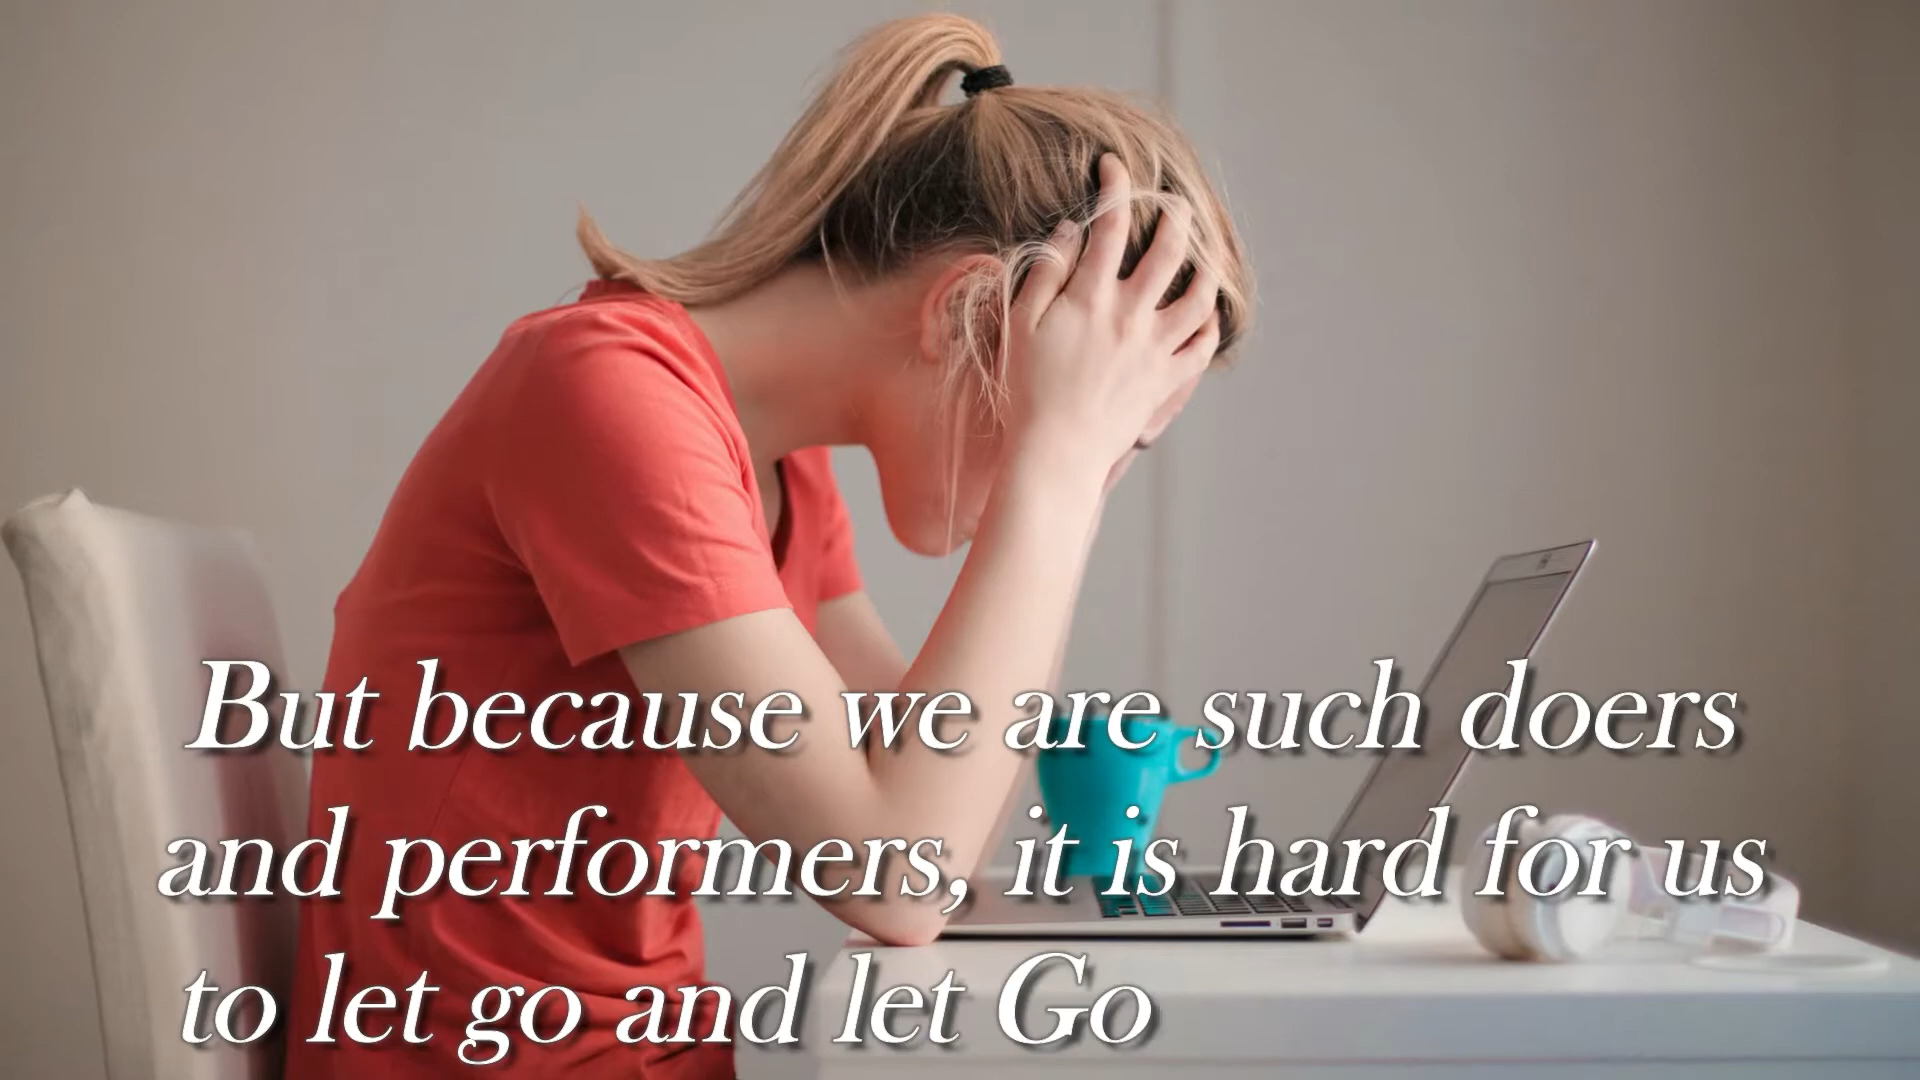 But because we are such doers
and performers, it is hard for us
to let go and let Go